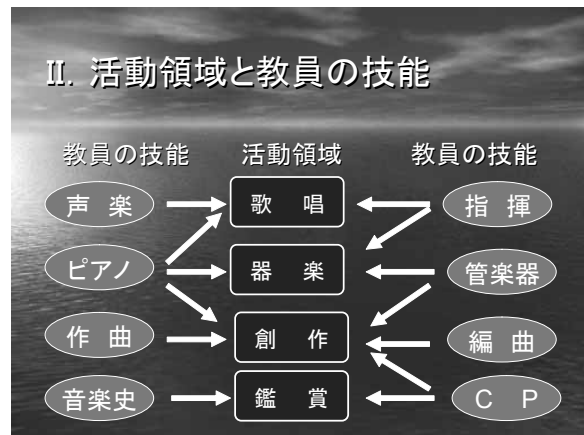 II. 活動領域と教員の技能
教員の技能 活動領域 教員の技能
声 楽 歌 唱 指 揮
ピアノ 器 楽 管楽器
作 曲 創 作 編 曲
音楽史 鑑 賞 C P